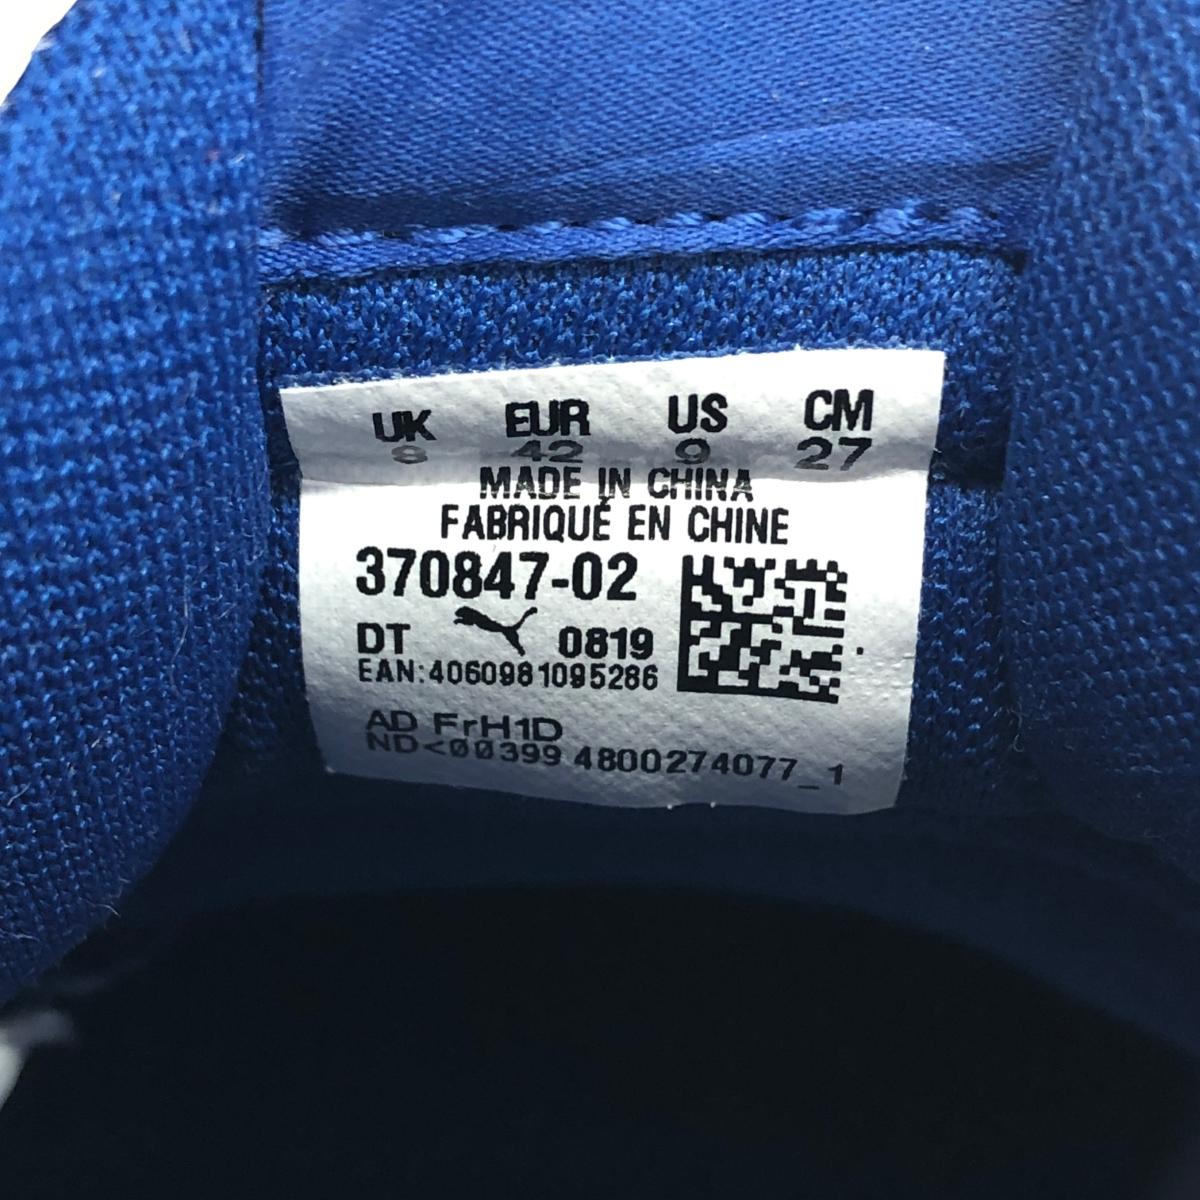 UK EUR US CM
8 42 9 27
MADE IN CHINA
FABRIQUÉ EN CHINE
370847-02
DT 0819
EAN:4060981095286
AD FrH1D
ND<00399 4800274077_1